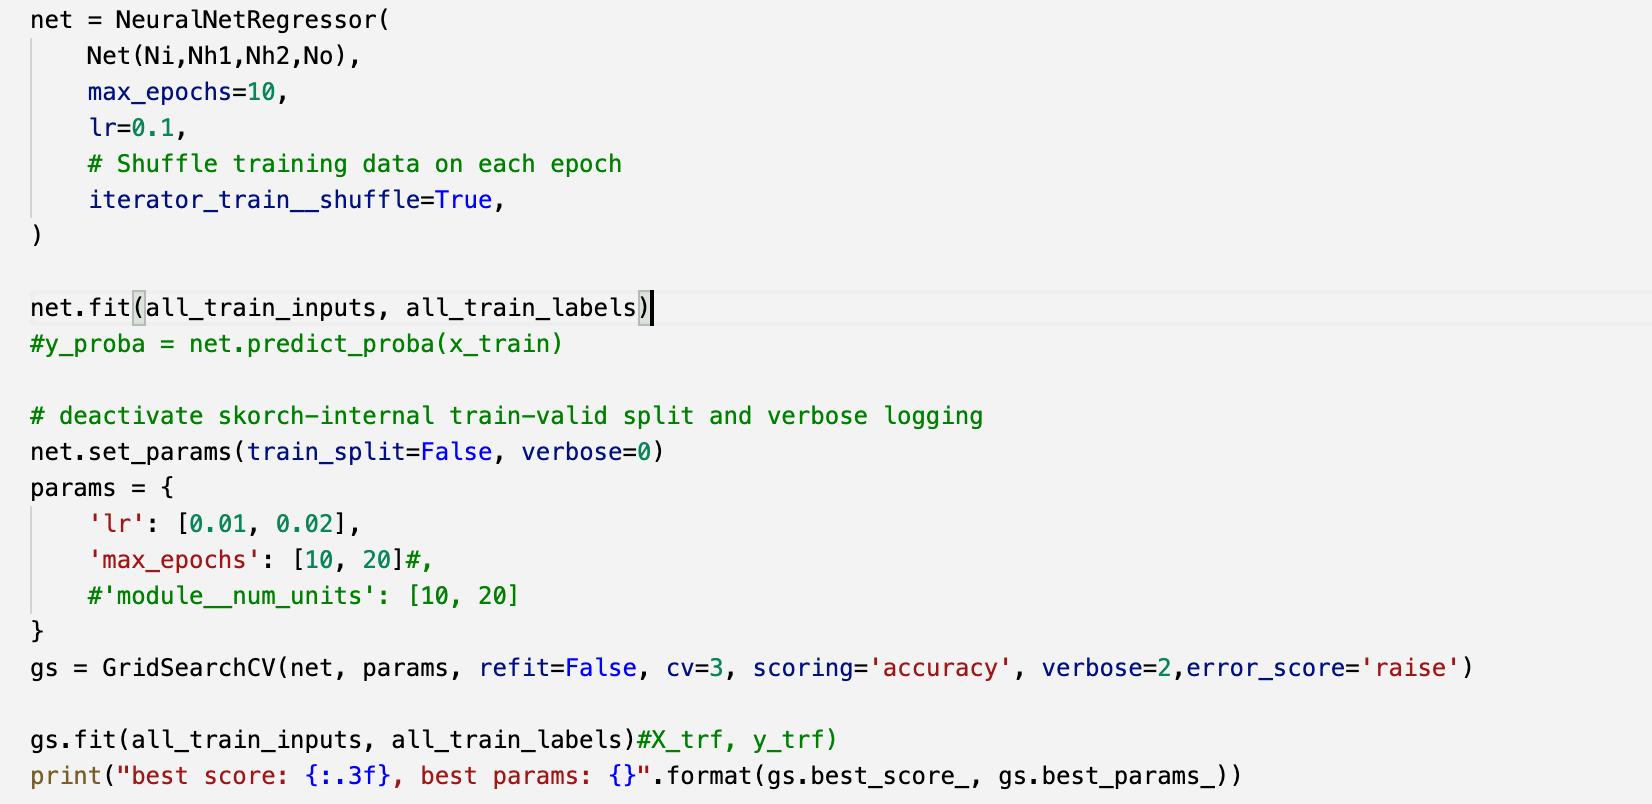 net = NeuralNetRegressor(
    Net(Ni,Nh1,Nh2,No),
    max_epochs=10,
    lr=0.1,
    # Shuffle training data on each epoch
    iterator_train__shuffle=True,
)

net.fit(all_train_inputs, all_train_labels)
#y_proba = net.predict_proba(x_train)

# deactivate skorch-internal train-valid split and verbose logging
net.set_params(train_split=False, verbose=0)
params = {
    'lr': [0.01, 0.02],
    'max_epochs': [10, 20]#,
    #'module__num_units': [10, 20]
}
gs = GridSearchCV(net, params, refit=False, cv=3, scoring='accuracy', verbose=2,error_score='raise')

gs.fit(all_train_inputs, all_train_labels)#X_trf, y_trf)
print("best score: {:.3f}, best params: {}".format(gs.best_score_, gs.best_params_))